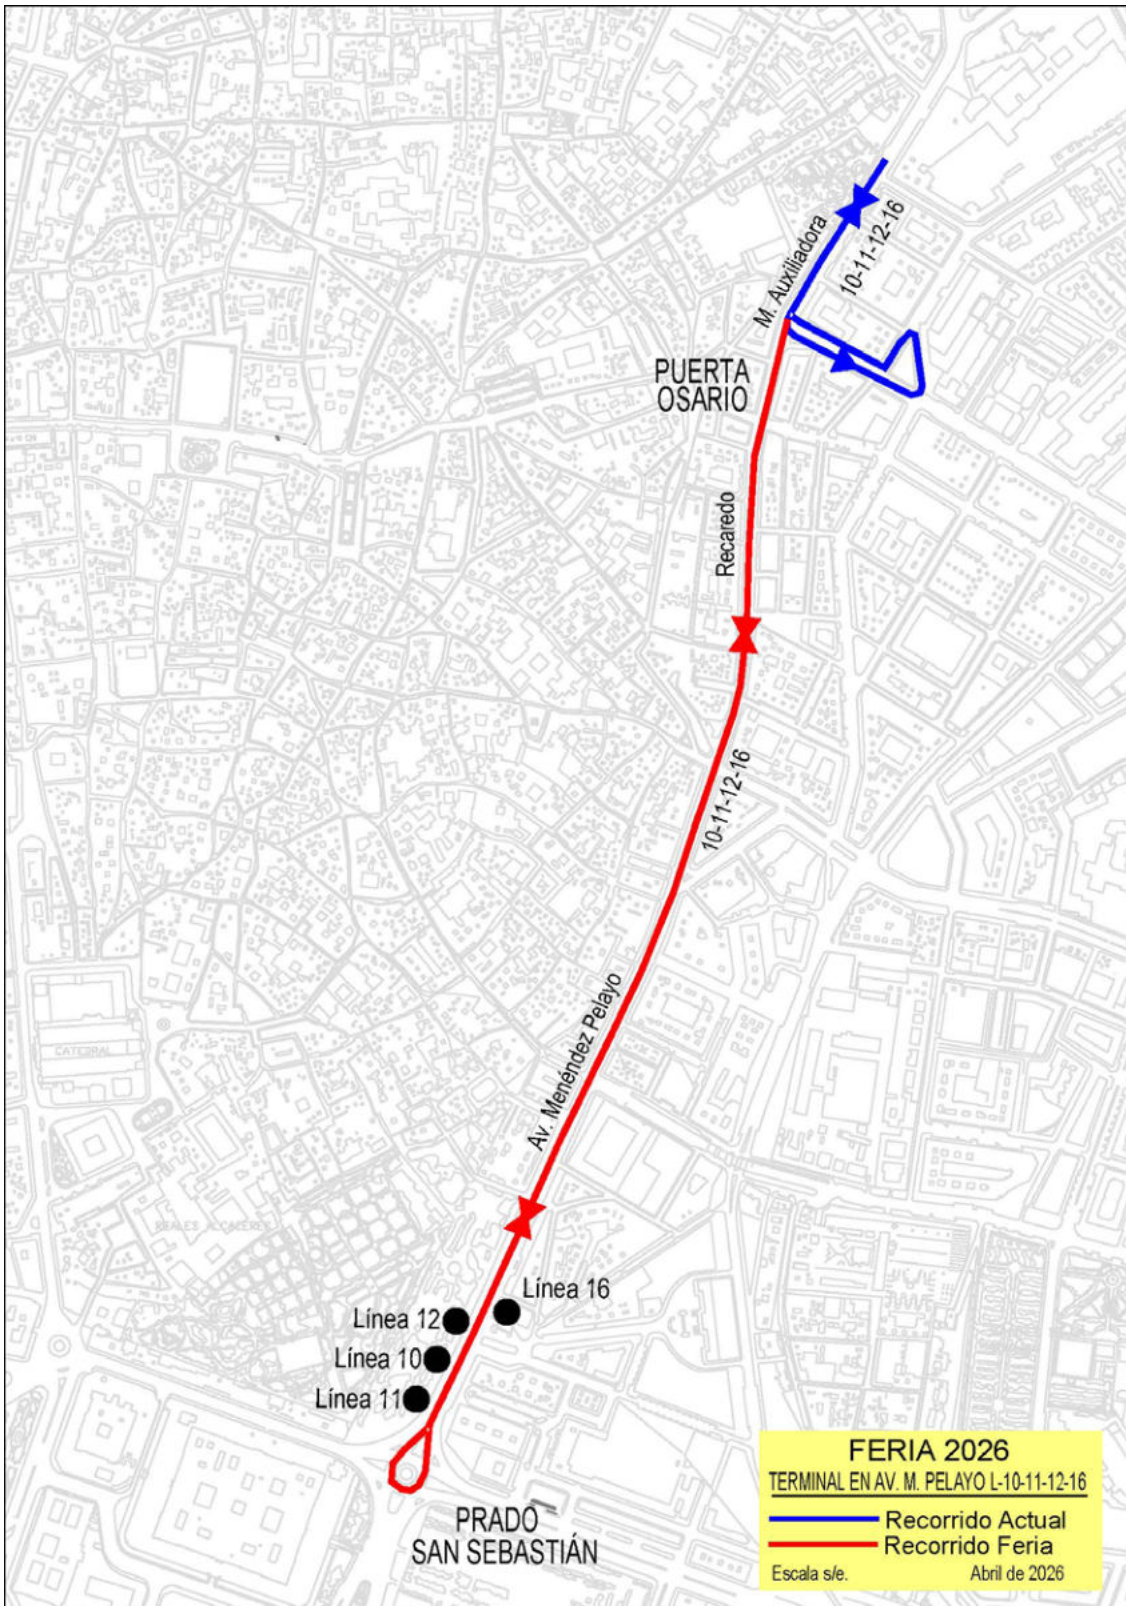 M. Auxiliadora
10-11-12-16
PUERTA
OSARIO
Recaredo
10-11-12-16
Av. Menéndez Pelayo
CATEDRAL
REALES ALCAZERES
Línea 16
Línea 12
Línea 10
Línea 11
PRADO
SAN SEBASTIÁN
FERIA 2026
TERMINAL EN AV. M. PELAYO L-10-11-12-16
Recorrido Actual
Recorrido Feria
Escala s/e. Abril de 2026